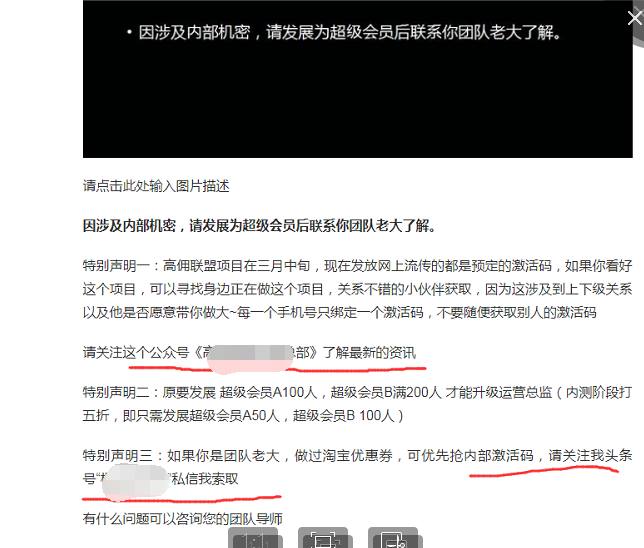 • 因涉及内部机密，请发展为超级会员后联系你团队老大了解。
请点击此处输入图片描述
因涉及内部机密，请发展为超级会员后联系你团队老大了解。
特别声明一：高佣联盟项目在三月中旬，现在发放网上流传的都是预定的激活码，如果你看好
这个项目，可以寻找身边正在做这个项目，关系不错的小伙伴获取，因为这涉及到上下级关系
以及他是否愿意带你做大~每一个手机号只绑定一个激活码，不要随便获取别人的激活码
请关注这个公众号《高 总部》了解最新的资讯
特别声明二：原要发展 超级会员A100人，超级会员B满200人 才能升级运营总监（内测阶段打
五折，即只需发展超级会员A50人，超级会员B 100人）
特别声明三：如果你是团队老大，做过淘宝优惠券，可优先抢内部激活码，请关注我头条
号“ ”私信我索取
有什么问题可以咨询您的团队导师